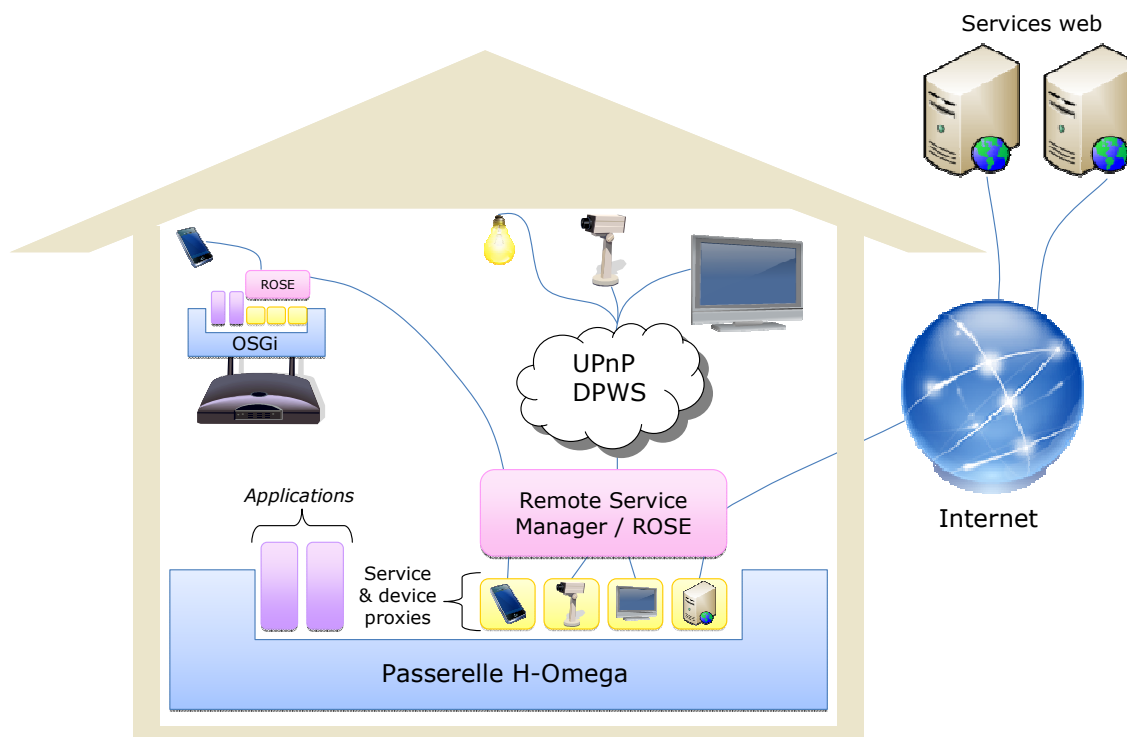 Services web
ROSE
OSGi
UPnP
DPWS
Applications
Remote Service
Manager / ROSE
Internet
Service
& device
proxies
Passerelle H-Omega